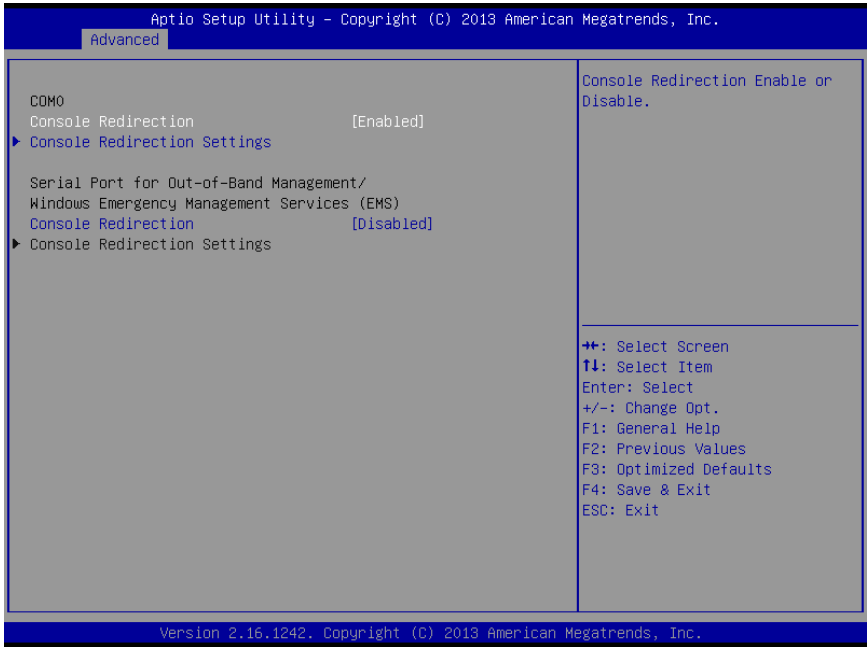 Aptio Setup Utility – Copyright (C) 2013 American Megatrends, Inc.
Advanced
COM0
Console Redirection [Enabled]
▶ Console Redirection Settings
Serial Port for Out-of-Band Management/
Windows Emergency Management Services (EMS)
Console Redirection [Disabled]
▶ Console Redirection Settings
Console Redirection Enable or
Disable.
→←: Select Screen
↑↓: Select Item
Enter: Select
+/-: Change Opt.
F1: General Help
F2: Previous Values
F3: Optimized Defaults
F4: Save & Exit
ESC: Exit
Version 2.16.1242. Copyright (C) 2013 American Megatrends, Inc.